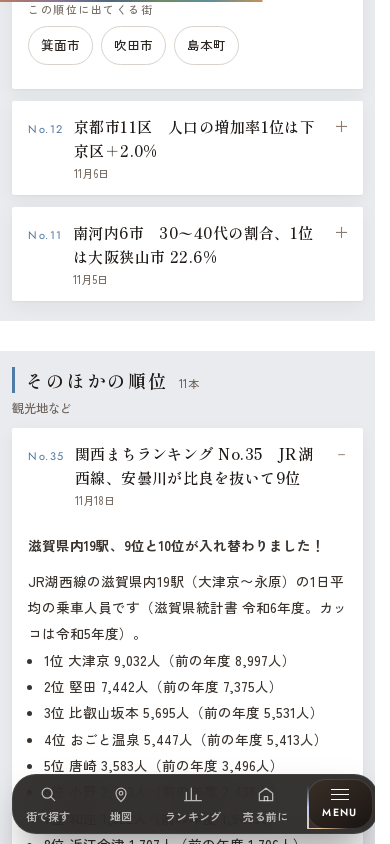 この順位に出てくる街
箕面市 吹田市 島本町
No.12 京都市11区　人口の増加率1位は下
京区＋2.0％
11月6日
No.11 南河内6市　30〜40代の割合、1位
は大阪狭山市 22.6％
11月5日
そのほかの順位 11本
観光地など
No.35 関西まちランキング No.35　JR湖
西線、安曇川が比良を抜いて9位
11月18日
滋賀県内19駅、9位と10位が入れ替わりました！
JR湖西線の滋賀県内19駅（大津京〜永原）の1日平
均の乗車人員です（滋賀県統計書 令和6年度。カッ
コは令和5年度）。
1位 大津京 9,032人（前の年度 8,997人）
2位 堅田 7,442人（前の年度 7,375人）
3位 比叡山坂本 5,695人（前の年度 5,531人）
4位 おごと温泉 5,447人（前の年度 5,413人）
5位 唐崎 3,583人（前の年度 3,496人）
街で探す 地図 ランキング 売る前に MENU